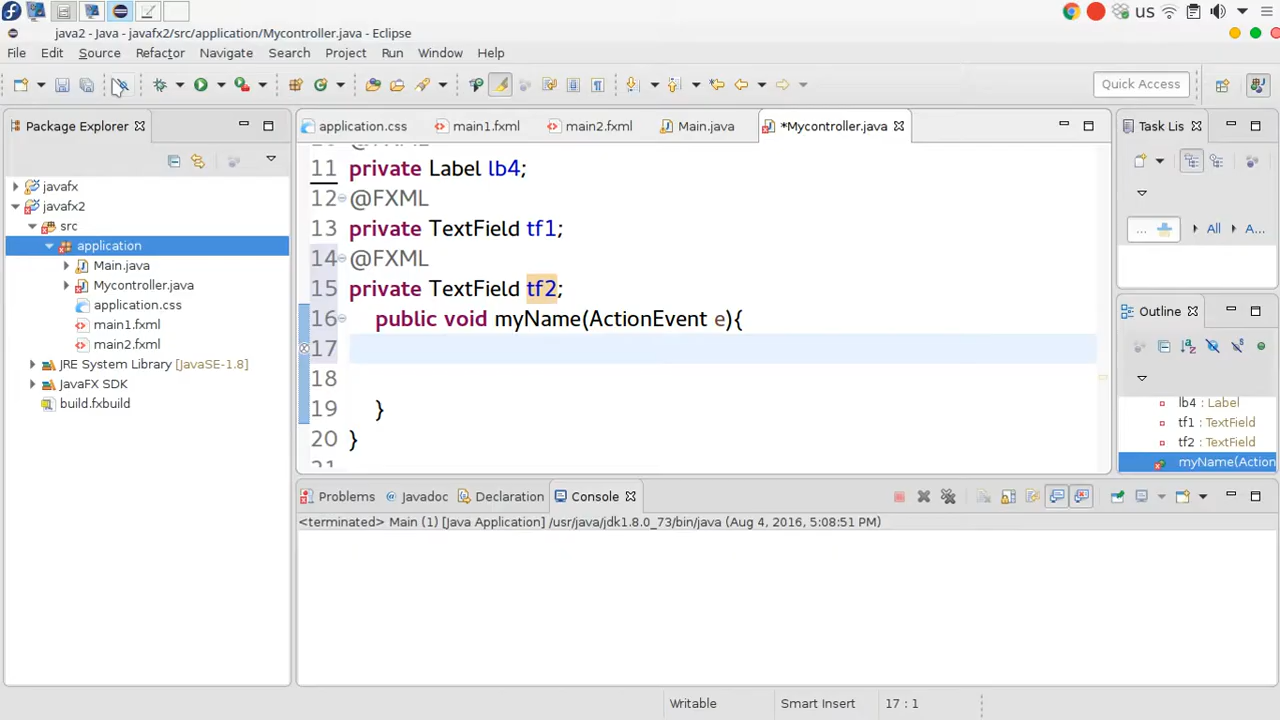 us
java2 - Java - javafx2/src/application/Mycontroller.java - Eclipse
File Edit Source Refactor Navigate Search Project Run Window Help
Quick Access
Package Explorer
application.css main1.fxml main2.fxml Main.java *Mycontroller.java
Task Lis
javafx
javafx2
src
application
Main.java
Mycontroller.java
application.css
main1.fxml
main2.fxml
JRE System Library [JavaSE-1.8]
JavaFX SDK
build.fxbuild
11 private Label lb4;
12 @FXML
13 private TextField tf1;
14 @FXML
15 private TextField tf2;
16 public void myName(ActionEvent e){
17
18
19 }
20 }
... All A...
Outline
lb4 : Label
tf1 : TextField
tf2 : TextField
myName(Action
Problems Javadoc Declaration Console
<terminated> Main (1) [Java Application] /usr/java/jdk1.8.0_73/bin/java (Aug 4, 2016, 5:08:51 PM)
Writable Smart Insert 17 : 1